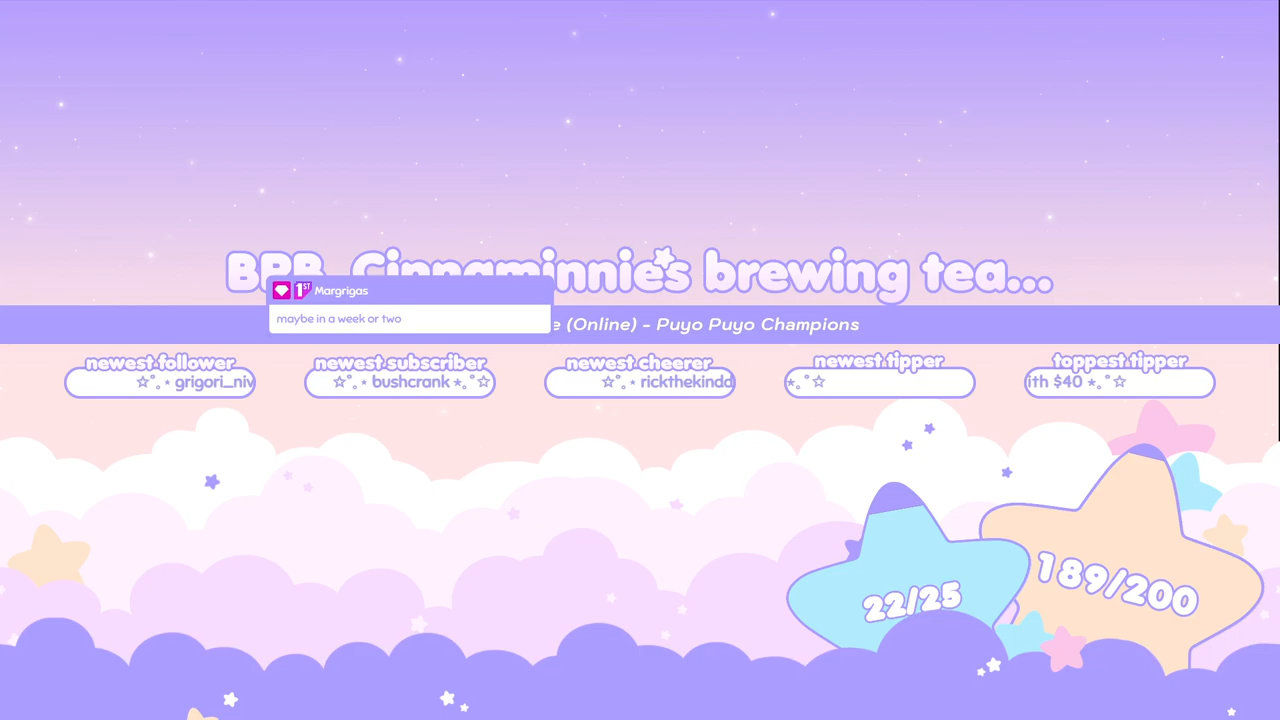 BRB, Cinnaminnie's brewing tea...
1ST Margrigas
maybe in a week or two
e (Online) - Puyo Puyo Champions
newest follower
☆˚｡⋆ grigori_niv
newest subscriber
☆˚｡⋆ bushcrank ⋆｡˚☆
newest cheerer
☆˚｡⋆ rickthekindd
newest tipper
⋆｡˚☆
toppest tipper
ith $40 ⋆｡˚☆
22/25
189/200